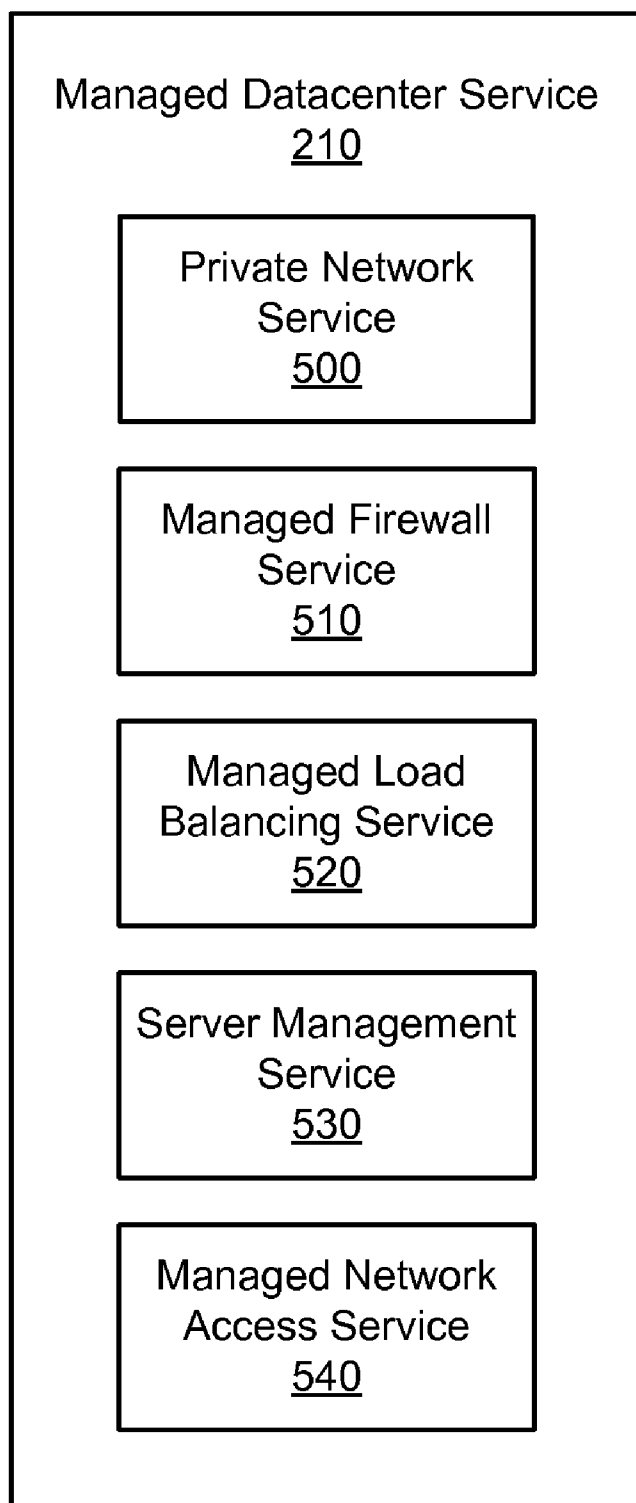 Managed Datacenter Service
210
Private Network
Service
500
Managed Firewall
Service
510
Managed Load
Balancing Service
520
Server Management
Service
530
Managed Network
Access Service
540